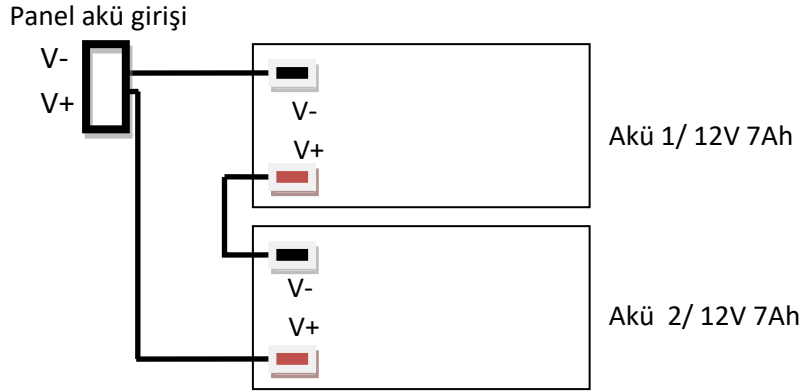 Panel akü girişi
V-
V+
V-
V+
Akü 1/ 12V 7Ah
V-
V+
Akü  2/ 12V 7Ah